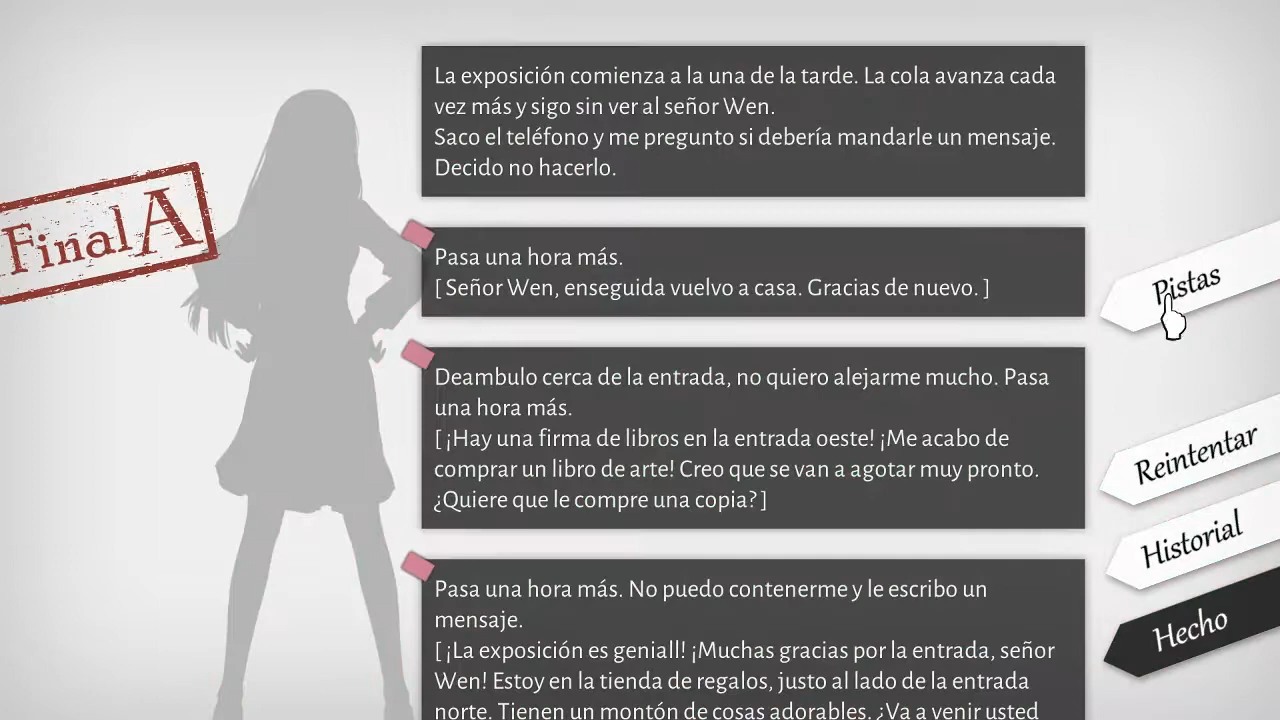 La exposición comienza a la una de la tarde. La cola avanza cada
vez más y sigo sin ver al señor Wen.
Saco el teléfono y me pregunto si debería mandarle un mensaje.
Decido no hacerlo.
Final A
Pasa una hora más.
[ Señor Wen, enseguida vuelvo a casa. Gracias de nuevo. ]
Pistas
Deambulo cerca de la entrada, no quiero alejarme mucho. Pasa
una hora más.
[ ¡Hay una firma de libros en la entrada oeste! ¡Me acabo de
comprar un libro de arte! Creo que se van a agotar muy pronto.
¿Quiere que le compre una copia? ]
Reintentar
Historial
Pasa una hora más. No puedo contenerme y le escribo un
mensaje.
[ ¡La exposición es geniall! ¡Muchas gracias por la entrada, señor
Wen! Estoy en la tienda de regalos, justo al lado de la entrada
norte. Tienen un montón de cosas adorables. ¿Va a venir usted
Hecho